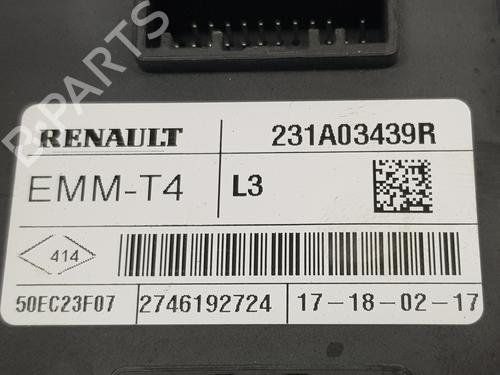 RENAULT 231A03439R
EMM-T4 L3
414
50EC23F07 2746192724 17-18-02-17
B-PARTS